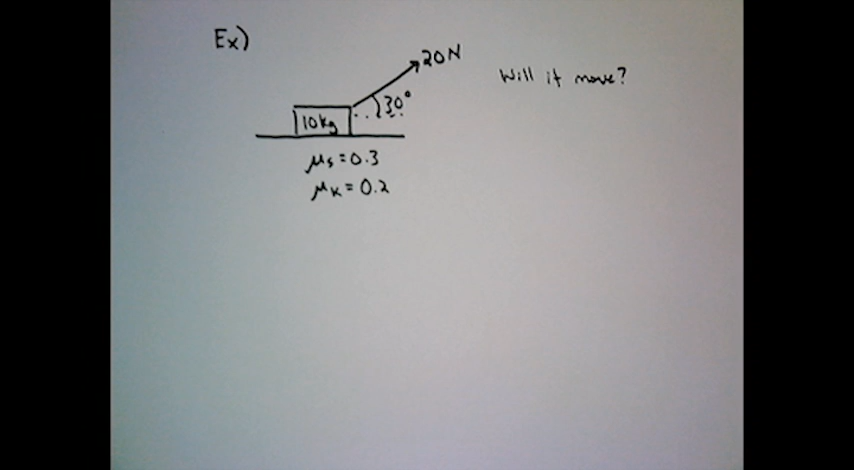 Ex)
20N
Will it move?
30°
10kg
μs = 0.3
μk = 0.2